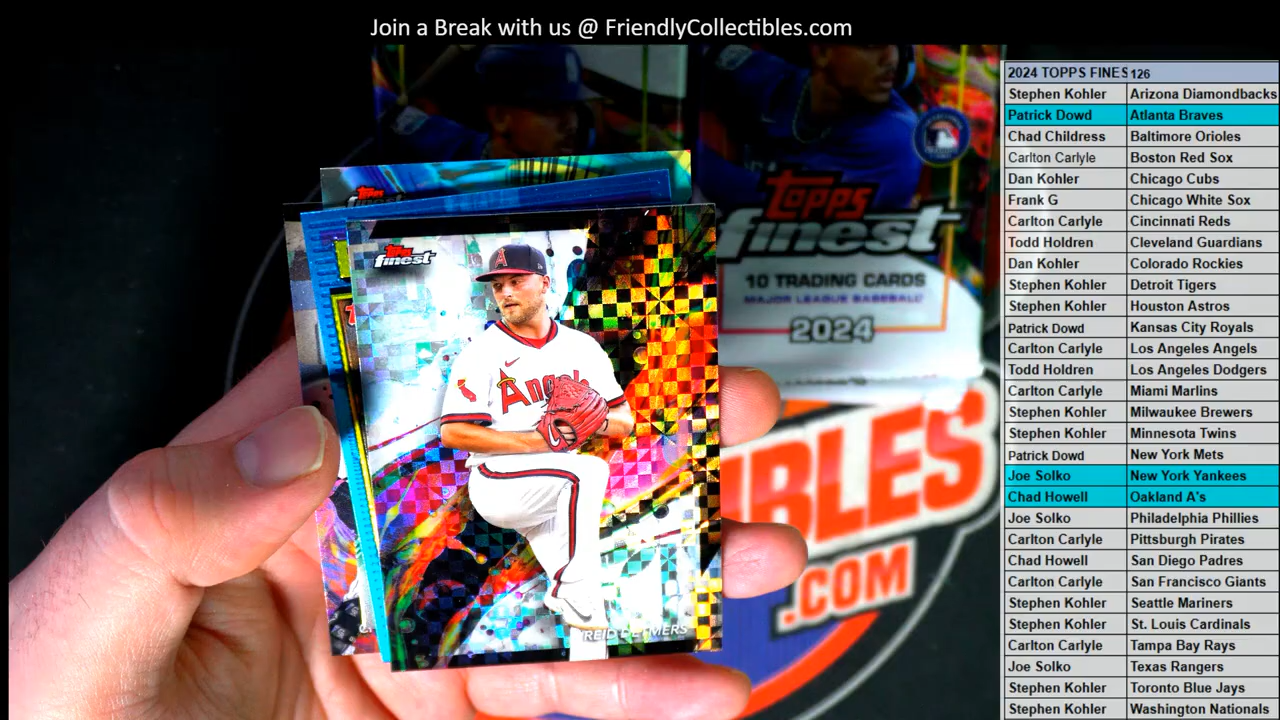 Join a Break with us @ FriendlyCollectibles.com
topps
finest
topps
finest
10 TRADING CARDS
MAJOR LEAGUE BASEBALL
2024
A
Angels
REID DETMERS
IBLES
.COM
2024 TOPPS FINES 126
Stephen Kohler Arizona Diamondbacks
Patrick Dowd Atlanta Braves
Chad Childress Baltimore Orioles
Carlton Carlyle Boston Red Sox
Dan Kohler Chicago Cubs
Frank G Chicago White Sox
Carlton Carlyle Cincinnati Reds
Todd Holdren Cleveland Guardians
Dan Kohler Colorado Rockies
Stephen Kohler Detroit Tigers
Stephen Kohler Houston Astros
Patrick Dowd Kansas City Royals
Carlton Carlyle Los Angeles Angels
Todd Holdren Los Angeles Dodgers
Carlton Carlyle Miami Marlins
Stephen Kohler Milwaukee Brewers
Stephen Kohler Minnesota Twins
Patrick Dowd New York Mets
Joe Solko New York Yankees
Chad Howell Oakland A's
Joe Solko Philadelphia Phillies
Carlton Carlyle Pittsburgh Pirates
Chad Howell San Diego Padres
Carlton Carlyle San Francisco Giants
Stephen Kohler Seattle Mariners
Stephen Kohler St. Louis Cardinals
Carlton Carlyle Tampa Bay Rays
Joe Solko Texas Rangers
Stephen Kohler Toronto Blue Jays
Stephen Kohler Washington Nationals